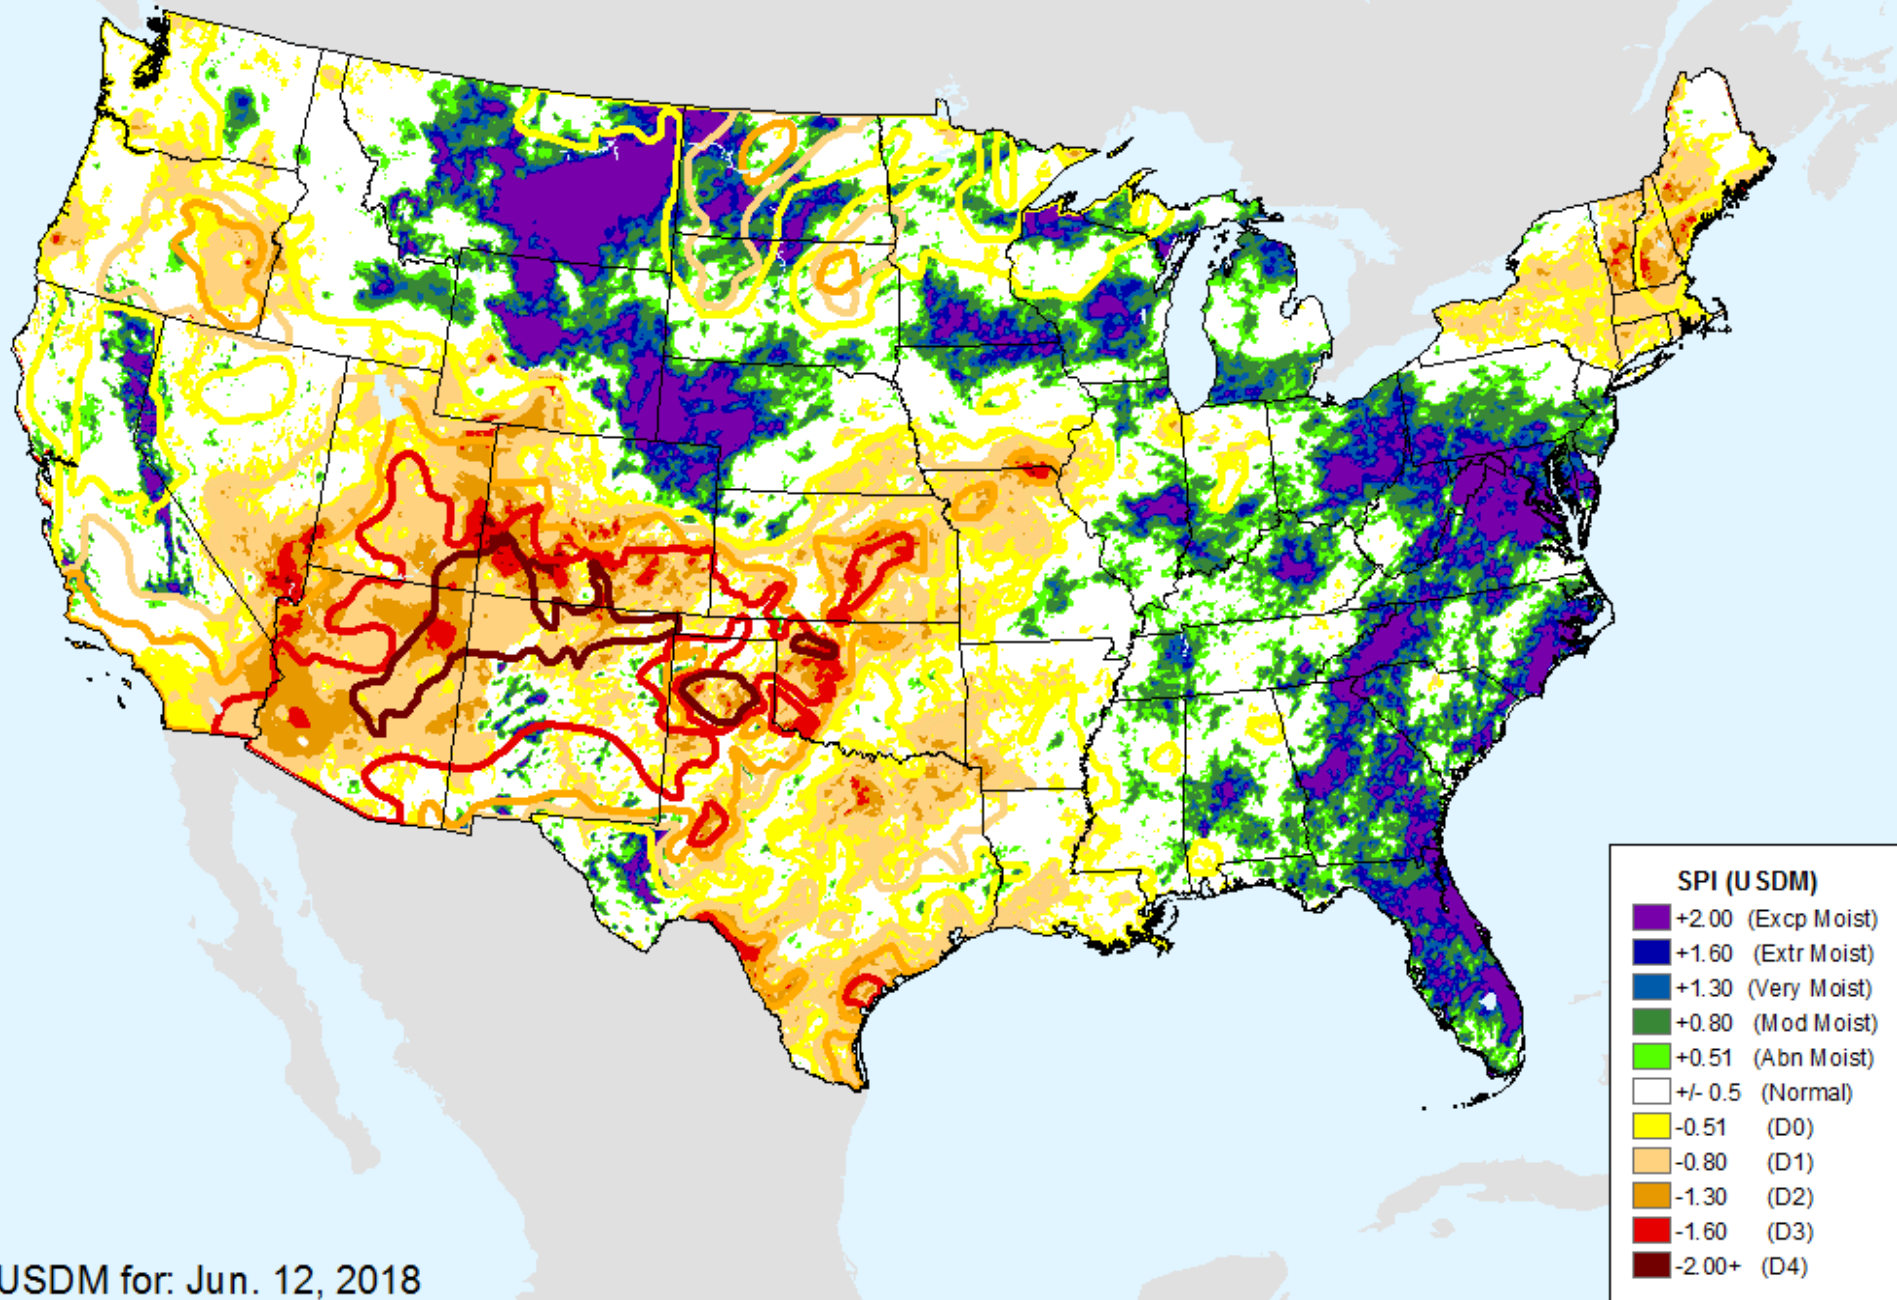 SPI (USDM)
+2.00 (Excp Moist)
+1.60 (Extr Moist)
+1.30 (Very Moist)
+0.80 (Mod Moist)
+0.51 (Abn Moist)
+/- 0.5 (Normal)
-0.51 (D0)
-0.80 (D1)
-1.30 (D2)
-1.60 (D3)
-2.00+ (D4)
USDM for: Jun. 12, 2018